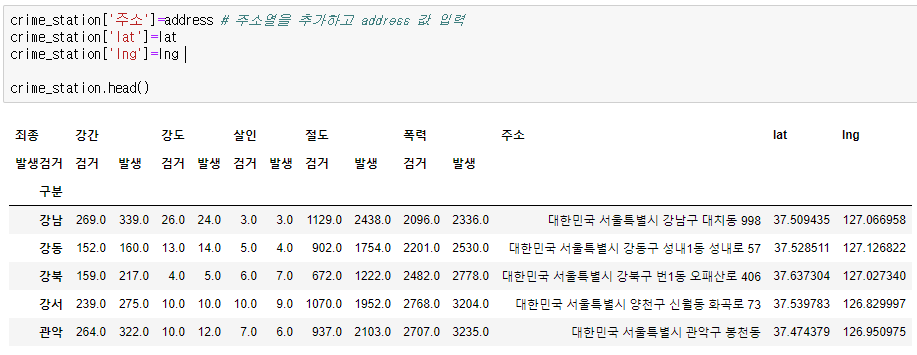 crime_station['주소']=address # 주소열을 추가하고 address 값 입력
crime_station['lat']=lat
crime_station['lng']=lng
crime_station.head()
죄종 강간 강도 살인 절도 폭력 주소 lat lng
발생검거 검거 발생 검거 발생 검거 발생 검거 발생 검거 발생
구분
강남 269.0 339.0 26.0 24.0 3.0 3.0 1129.0 2438.0 2096.0 2336.0 대한민국 서울특별시 강남구 대치동 998 37.509435 127.066958
강동 152.0 160.0 13.0 14.0 5.0 4.0 902.0 1754.0 2201.0 2530.0 대한민국 서울특별시 강동구 성내1동 성내로 57 37.528511 127.126822
강북 159.0 217.0 4.0 5.0 6.0 7.0 672.0 1222.0 2482.0 2778.0 대한민국 서울특별시 강북구 번1동 오패산로 406 37.637304 127.027340
강서 239.0 275.0 10.0 10.0 10.0 9.0 1070.0 1952.0 2768.0 3204.0 대한민국 서울특별시 양천구 신월동 화곡로 73 37.539783 126.829997
관악 264.0 322.0 10.0 12.0 7.0 6.0 937.0 2103.0 2707.0 3235.0 대한민국 서울특별시 관악구 봉천동 37.474379 126.950975